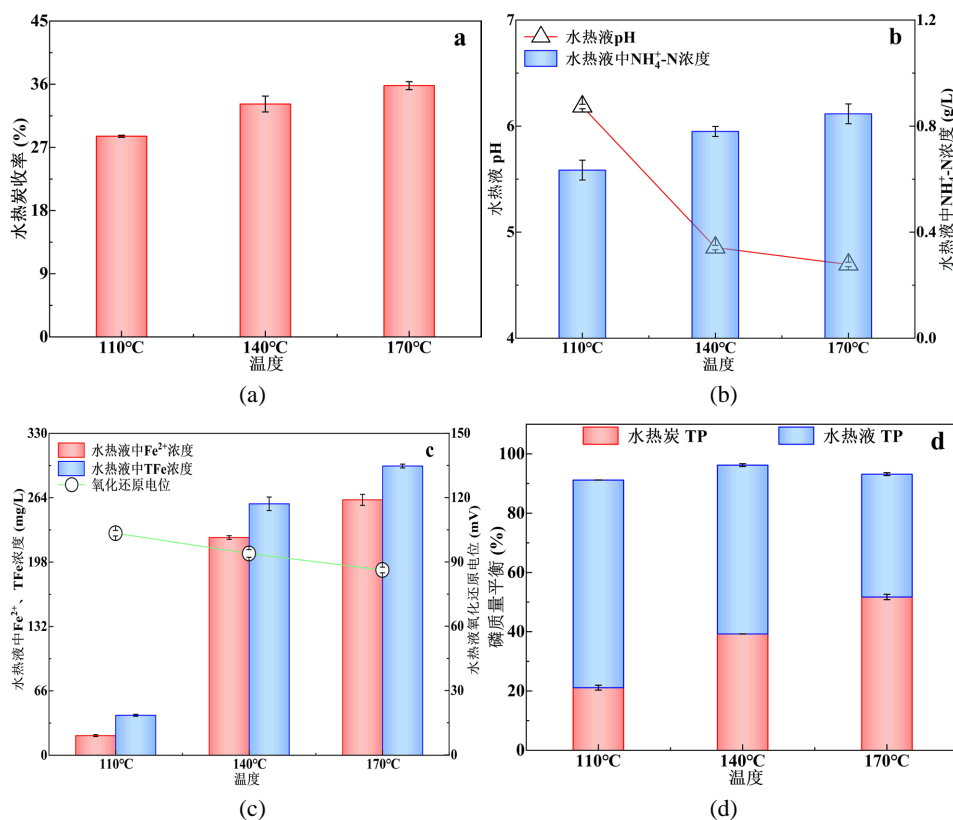 45
36
27
18
9
0
水热炭收率 (%)
a
110℃
140℃
170℃
温度
(a)
7
6
5
4
水热液 pH
水热液pH
水热液中NH₄⁺-N浓度
b
1.2
0.8
0.4
0.0
水热液中NH₄⁺-N浓度 (g/L)
110℃
140℃
170℃
温度
(b)
330
264
198
132
66
0
水热液中Fe²⁺、TFe浓度 (mg/L)
水热液中Fe²⁺浓度
水热液中TFe浓度
氧化还原电位
c
150
120
90
60
30
0
水热液氧化还原电位 (mV)
110℃
140℃
170℃
温度
(c)
水热炭 TP
水热液 TP
d
100
80
60
40
20
0
磷质量平衡 (%)
110℃
140℃
170℃
温度
(d)